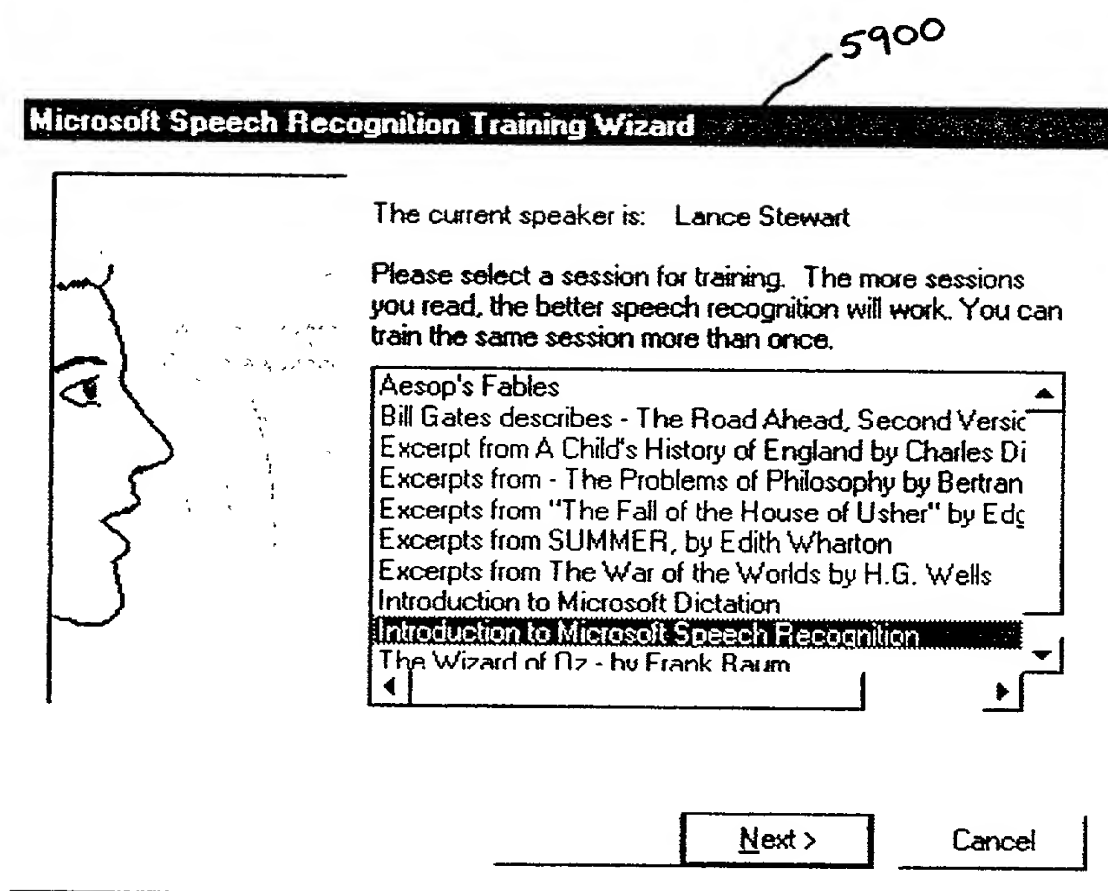 5900
Microsoft Speech Recognition Training Wizard
The current speaker is: Lance Stewart
Please select a session for training. The more sessions
you read, the better speech recognition will work. You can
train the same session more than once.
Aesop's Fables
Bill Gates describes - The Road Ahead, Second Versic
Excerpt from A Child's History of England by Charles Di
Excerpts from - The Problems of Philosophy by Bertran
Excerpts from "The Fall of the House of Usher" by Edg
Excerpts from SUMMER, by Edith Wharton
Excerpts from The War of the Worlds by H.G. Wells
Introduction to Microsoft Dictation
Introduction to Microsoft Speech Recognition
The Wizard of Oz - by Frank Baum
Next > Cancel